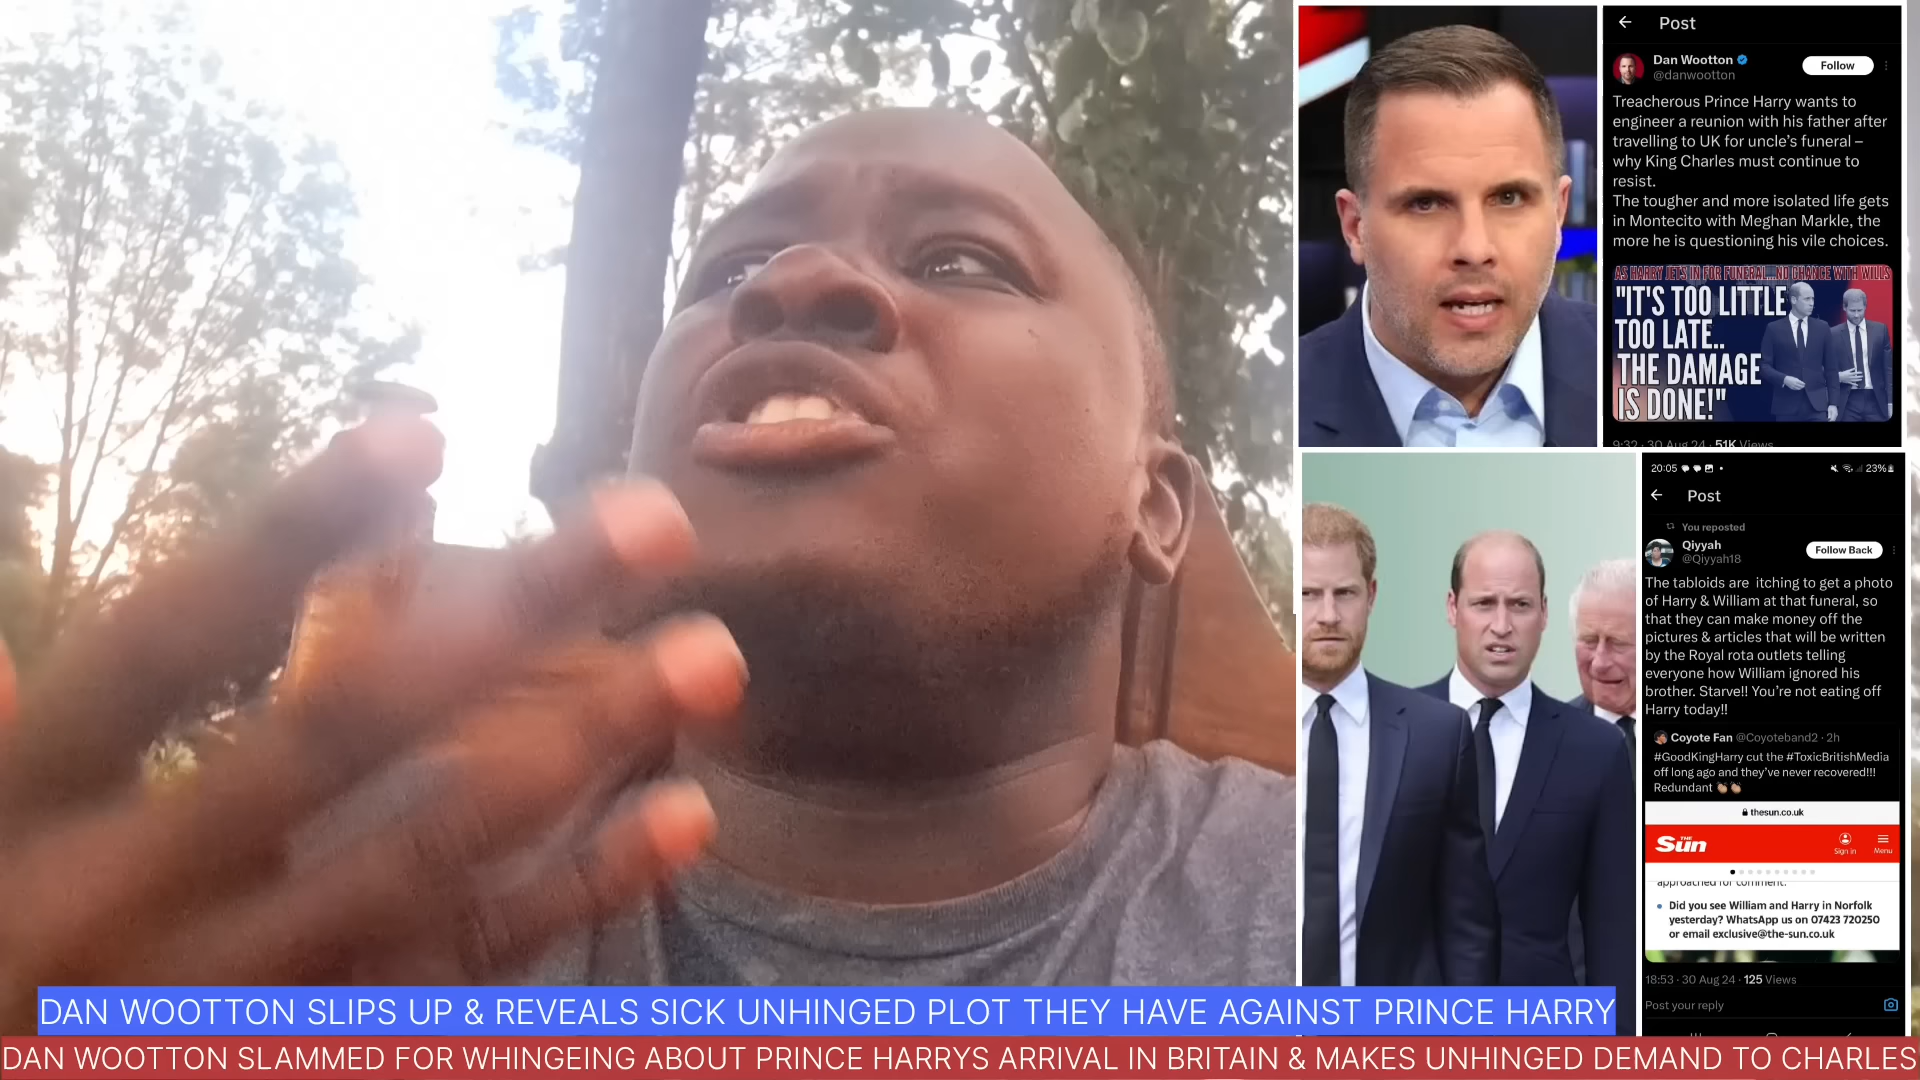 Post
Dan Wootton
@danwootton
Follow
Treacherous Prince Harry wants to
engineer a reunion with his father after
travelling to UK for uncle's funeral –
why King Charles must continue to
resist.
The tougher and more isolated life gets
in Montecito with Meghan Markle, the
more he is questioning his vile choices.
AS HARRY JETS IN FOR FUNERAL...NO CHANCE WITH WILLS
"IT'S TOO LITTLE
TOO LATE..
THE DAMAGE
IS DONE!"
9:32 · 30 Aug 24 · 51K Views
20:05
23%
Post
You reposted
Qiyyah
@Qiyyah18
Follow Back
The tabloids are itching to get a photo
of Harry & William at that funeral, so
that they can make money off the
pictures & articles that will be written
by the Royal rota outlets telling
everyone how William ignored his
brother. Starve!! You're not eating off
Harry today!!
Coyote Fan @Coyoteband2 · 2h
#GoodKingHarry cut the #ToxicBritishMedia
off long ago and they've never recovered!!!
Redundant 👏🏽👏🏽
thesun.co.uk
THE Sun
Sign in
Menu
approached for comment.
• Did you see William and Harry in Norfolk
yesterday? WhatsApp us on 07423 720250
or email exclusive@the-sun.co.uk
18:53 · 30 Aug 24 · 125 Views
Post your reply
DAN WOOTTON SLIPS UP & REVEALS SICK UNHINGED PLOT THEY HAVE AGAINST PRINCE HARRY
DAN WOOTTON SLAMMED FOR WHINGEING ABOUT PRINCE HARRYS ARRIVAL IN BRITAIN & MAKES UNHINGED DEMAND TO CHARLES